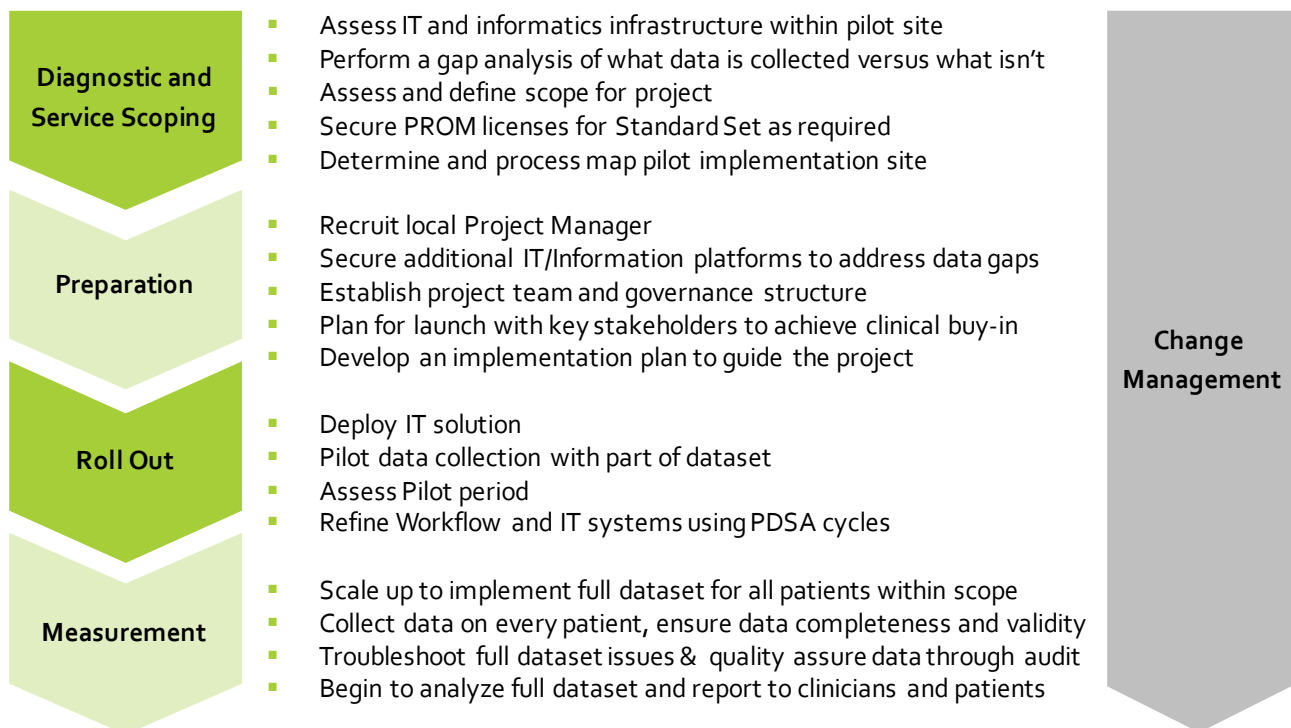 Diagnostic and
Service Scoping
Assess IT and informatics infrastructure within pilot site
Perform a gap analysis of what data is collected versus what isn’t
Assess and define scope for project
Secure PROM licenses for Standard Set as required
Determine and process map pilot implementation site
Preparation
Recruit local Project Manager
Secure additional IT/Information platforms to address data gaps
Establish project team and governance structure
Plan for launch with key stakeholders to achieve clinical buy-in
Develop an implementation plan to guide the project
Roll Out
Deploy IT solution
Pilot data collection with part of dataset
Assess Pilot period
Refine Workflow and IT systems using PDSA cycles
Measurement
Scale up to implement full dataset for all patients within scope
Collect data on every patient, ensure data completeness and validity
Troubleshoot full dataset issues & quality assure data through audit
Begin to analyze full dataset and report to clinicians and patients
Change
Management